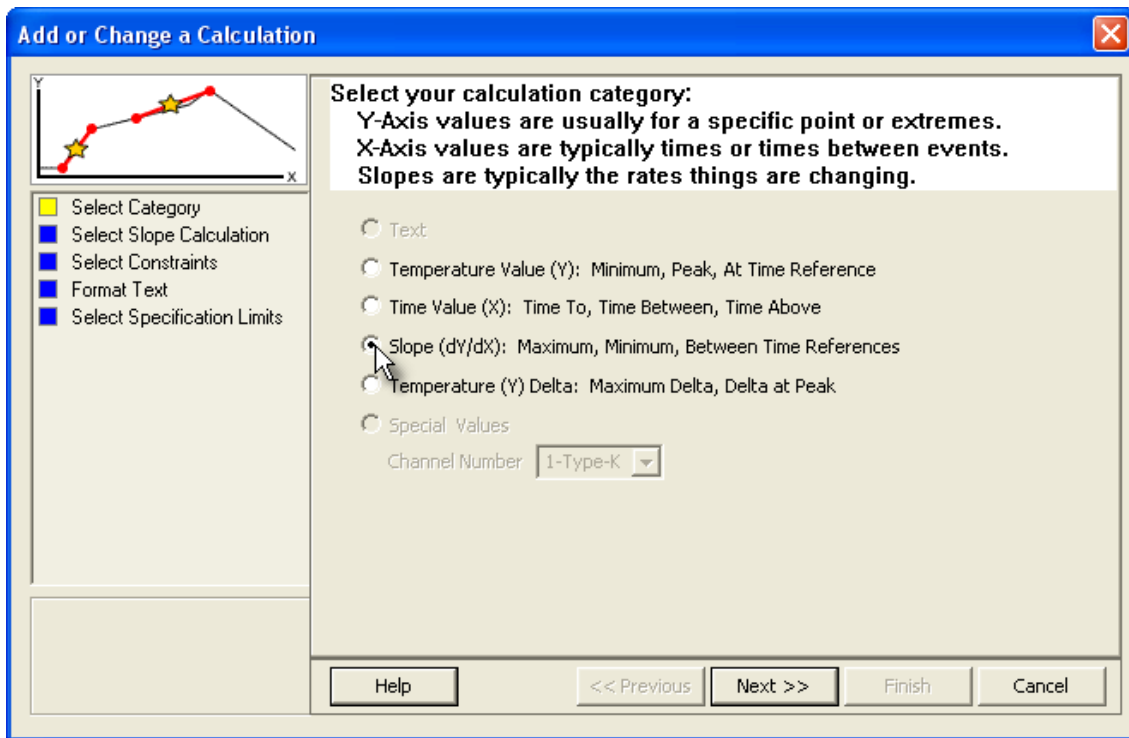 Add or Change a Calculation
Y
X
Select Category
Select Slope Calculation
Select Constraints
Format Text
Select Specification Limits
Select your calculation category:
Y-Axis values are usually for a specific point or extremes.
X-Axis values are typically times or times between events.
Slopes are typically the rates things are changing.
Text
Temperature Value (Y):  Minimum, Peak, At Time Reference
Time Value (X):  Time To, Time Between, Time Above
Slope (dY/dX):  Maximum, Minimum, Between Time References
Temperature (Y) Delta:  Maximum Delta, Delta at Peak
Special Values
Channel Number 1-Type-K
Help << Previous Next >> Finish Cancel